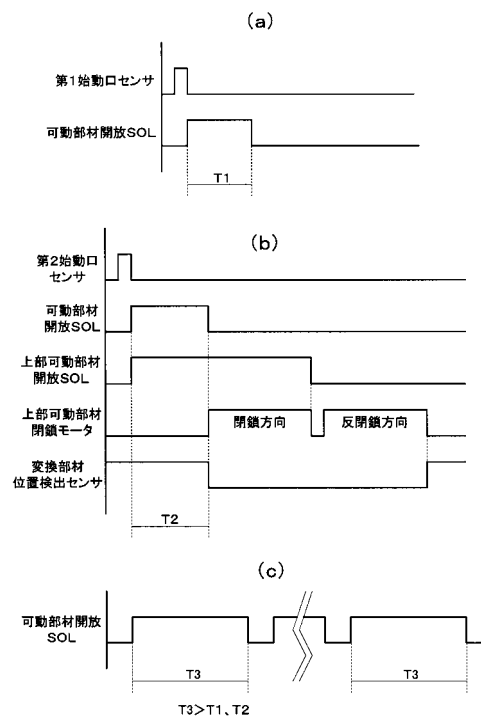 (a)
第1始動口センサ
可動部材開放SOL
T1
(b)
第2始動口
センサ
可動部材
開放SOL
上部可動部材
開放SOL
上部可動部材
閉鎖モータ
閉鎖方向
反閉鎖方向
変換部材
位置検出センサ
T2
(c)
可動部材開放
SOL
T3
T3
T3>T1、T2